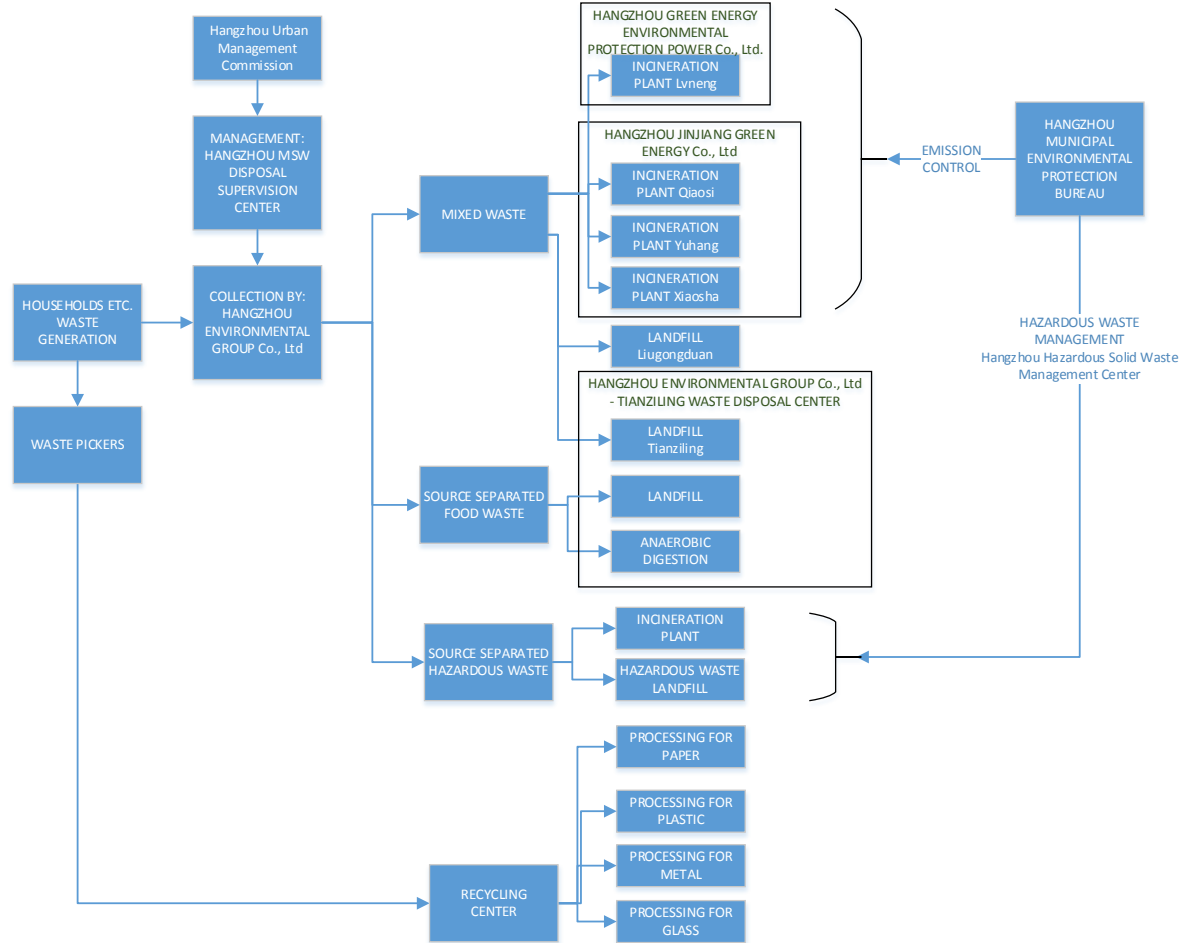 Hangzhou Urban
Management
Commission
MANAGEMENT:
HANGZHOU MSW
DISPOSAL
SUPERVISION
CENTER
HOUSEHOLDS ETC.
WASTE
GENERATION
COLLECTION BY:
HANGZHOU
ENVIRONMENTAL
GROUP Co., Ltd
WASTE PICKERS
MIXED WASTE
SOURCE SEPARATED
FOOD WASTE
SOURCE SEPARATED
HAZARDOUS WASTE
RECYCLING
CENTER
HANGZHOU GREEN ENERGY
ENVIRONMENTAL
PROTECTION POWER Co., Ltd.
INCINERATION
PLANT Lvneng
HANGZHOU JINJIANG GREEN
ENERGY Co., Ltd
INCINERATION
PLANT Qiaosi
INCINERATION
PLANT Yuhang
INCINERATION
PLANT Xiaosha
LANDFILL
Liugongduan
HANGZHOU ENVIRONMENTAL GROUP Co., Ltd
- TIANZILING WASTE DISPOSAL CENTER
LANDFILL
Tianziling
LANDFILL
ANAEROBIC
DIGESTION
INCINERATION
PLANT
HAZARDOUS WASTE
LANDFILL
PROCESSING FOR
PAPER
PROCESSING FOR
PLASTIC
PROCESSING FOR
METAL
PROCESSING FOR
GLASS
EMISSION
CONTROL
HANGZHOU
MUNICIPAL
ENVIRONMENTAL
PROTECTION
BUREAU
HAZARDOUS WASTE
MANAGEMENT
Hangzhou Hazardous Solid Waste
Management Center